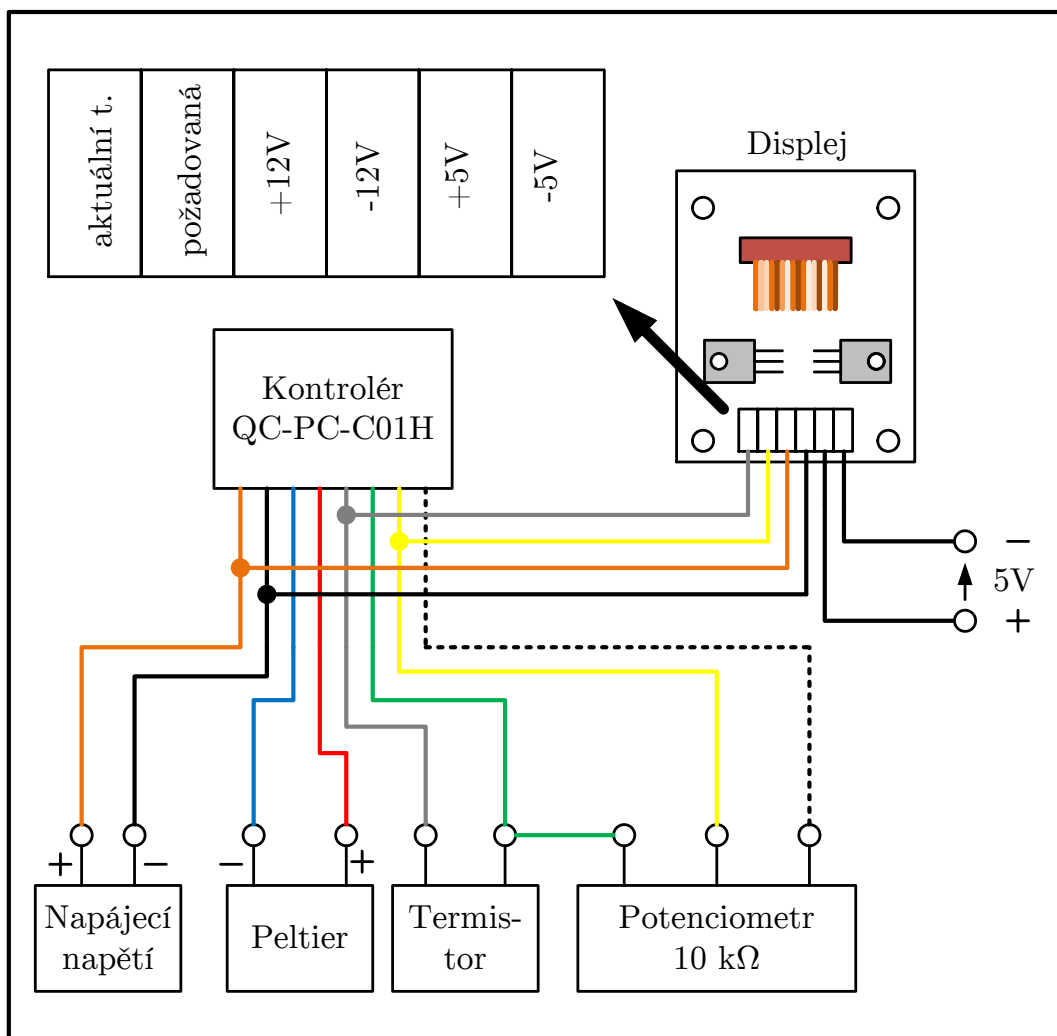 aktuální t.
požadovaná
+12V
-12V
+5V
-5V
Displej
Kontrolér
QC-PC-C01H
−
5V
+
+
−
−
+
Napájecí
napětí
Peltier
Termis-
tor
Potenciometr
10 kΩ